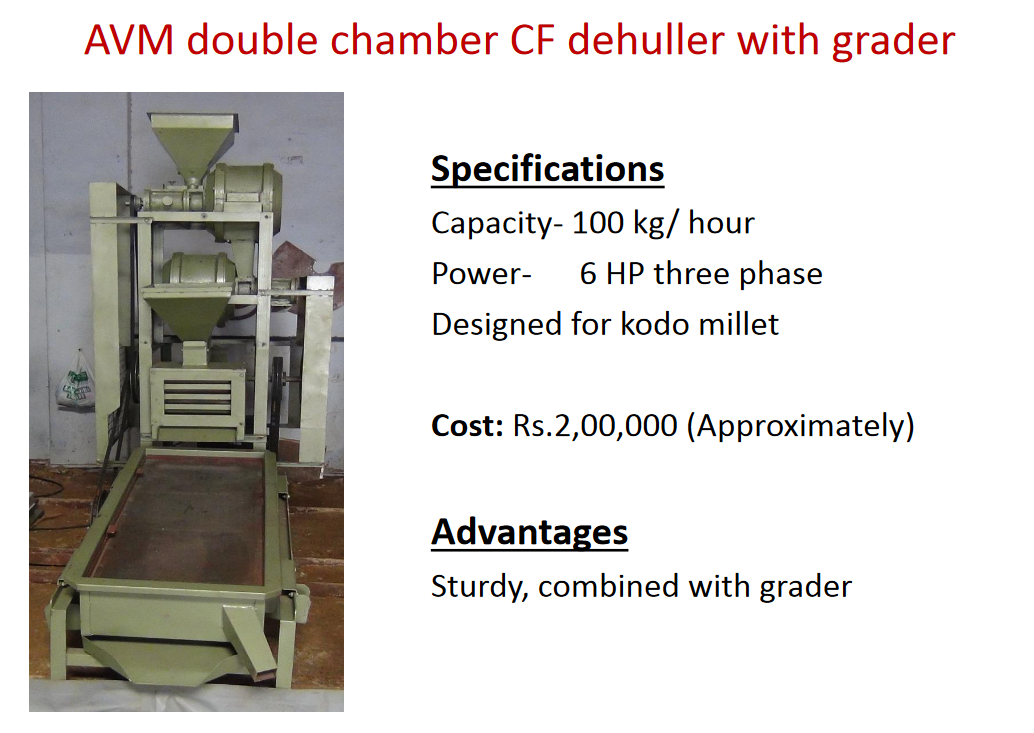 AVM double chamber CF dehuller with grader
Specifications
Capacity- 100 kg/ hour
Power- 6 HP three phase
Designed for kodo millet
Cost: Rs.2,00,000 (Approximately)
Advantages
Sturdy, combined with grader